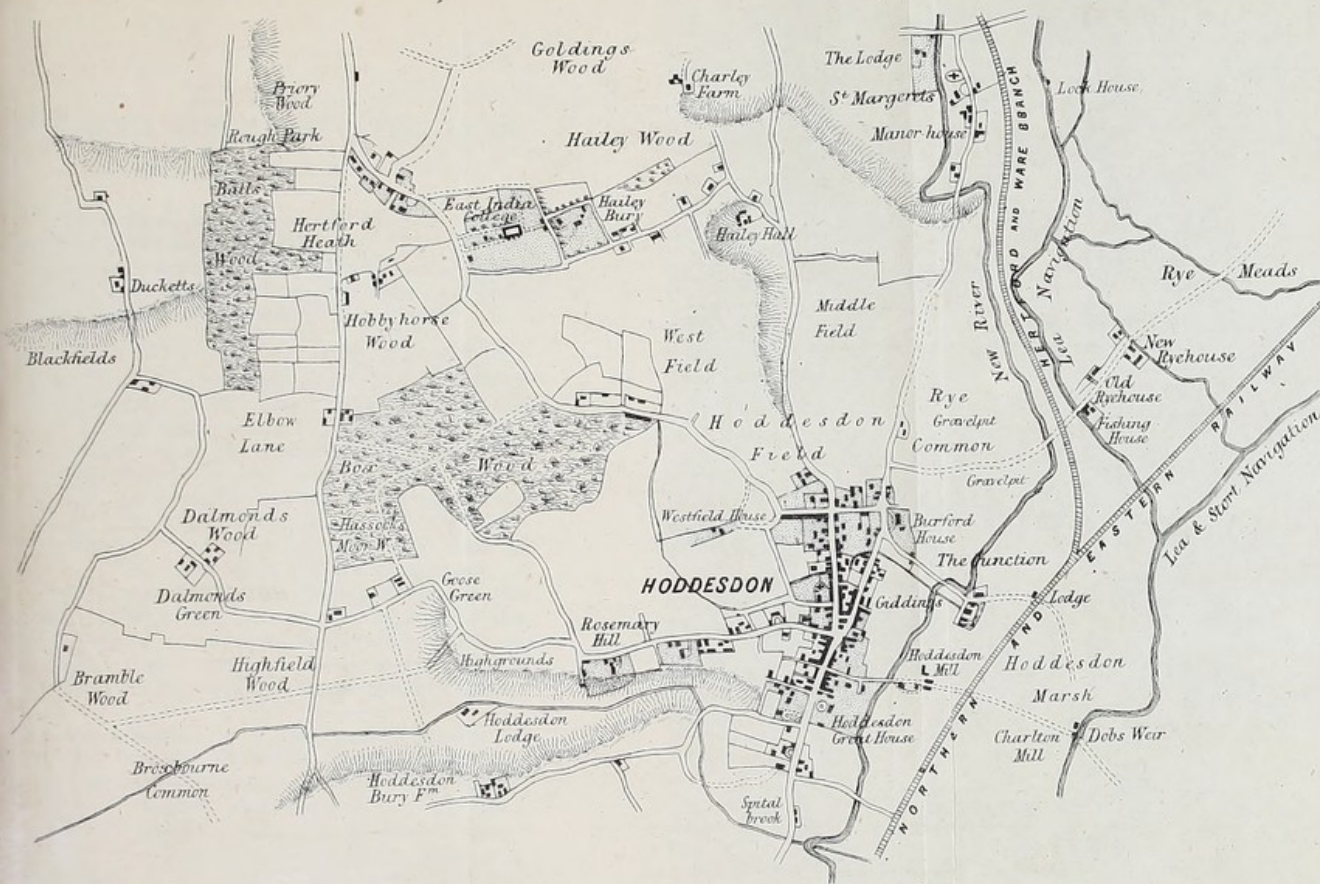 Goldings
Wood
The Lodge
Charley
Farm
Priory
Wood
Lock House
St. Margerets
Rough Park
Manor-house
Hailey Wood
Balls
Wood
East India
College
Hailey
Bury
Hertford
Heath
Hailey Hall
Rye Meads
Ducketts
HERTFORD AND WARE BRANCH
Lea Navigation
New River
Middle
Field
Hobbyhorse
Wood
West
Field
New
Ryehouse
Blackfields
Old
Ryehouse
Rye
Gravelpit
Common
Fishing
House
Elbow
Lane
Hoddesdon
Field
Box Wood
Gravelpit
NORTHERN AND EASTERN RAILWAY
Lea & Stort Navigation
Dalmonds
Wood
Hassocks
Moor W.
Westfield House
Burford
House
The Junction
Goose
Green
HODDESDON
Dalmonds
Green
Giddings
Lodge
Rosemary
Hill
Highgrounds
Highfield
Wood
Hoddesdon
Mill
Hoddesdon
Marsh
Bramble
Wood
Hoddesdon
Lodge
Hoddesdon
Great House
Charlton
Mill
Dobs Weir
Broxbourne
Common
Hoddesdon
Bury Fm
Spital
brook